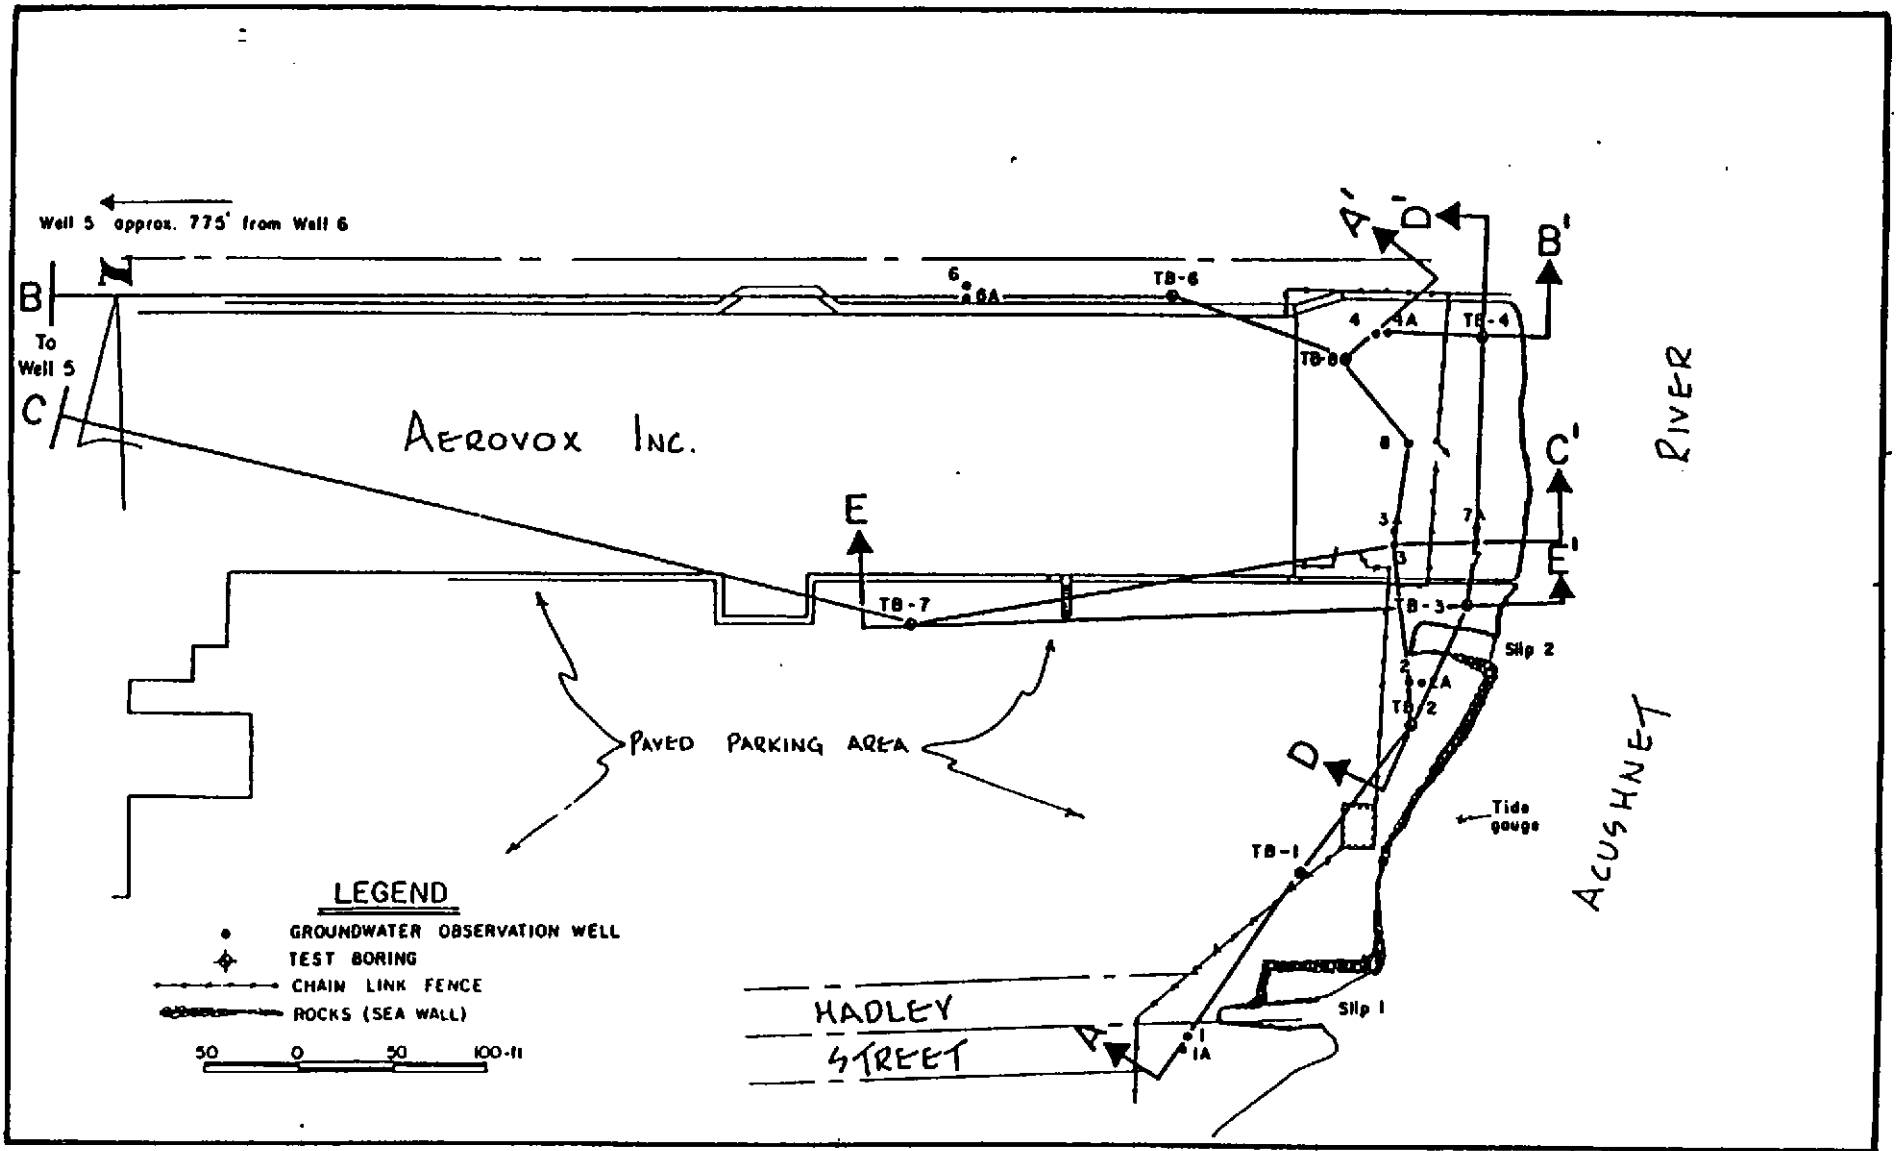 Well 5 approx. 775' from Well 6
A'
D'
B'
B
6
6A
TB-6
4
4A
TB-4
To
Well 5
TB-8
C
AEROVOX INC.
8
RIVER
C'
E
3
7A
3
E'
TB-7
TB-3
Slip 2
2
2A
TB-2
PAVED PARKING AREA
D
Tide
gauge
ACUSHNET
TB-1
LEGEND
GROUNDWATER OBSERVATION WELL
TEST BORING
CHAIN LINK FENCE
ROCKS (SEA WALL)
50 0 50 100-ft
HADLEY
STREET
Slip 1
A
1
1A